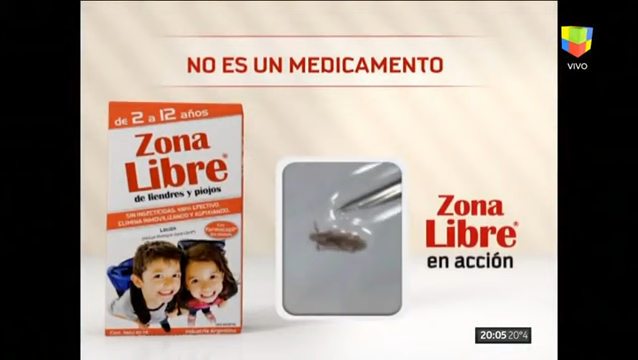 NO ES UN MEDICAMENTO
VIVO
de 2 a 12 años
Zona
Libre®
de liendres y piojos
SIN INSECTICIDAS. 100% EFECTIVO.
ELIMINA INMOVILIZANDO Y ASFIXIANDO.
LOCIÓN
Industria Argentina
Zona
Libre®
en acción
20:05 20°4